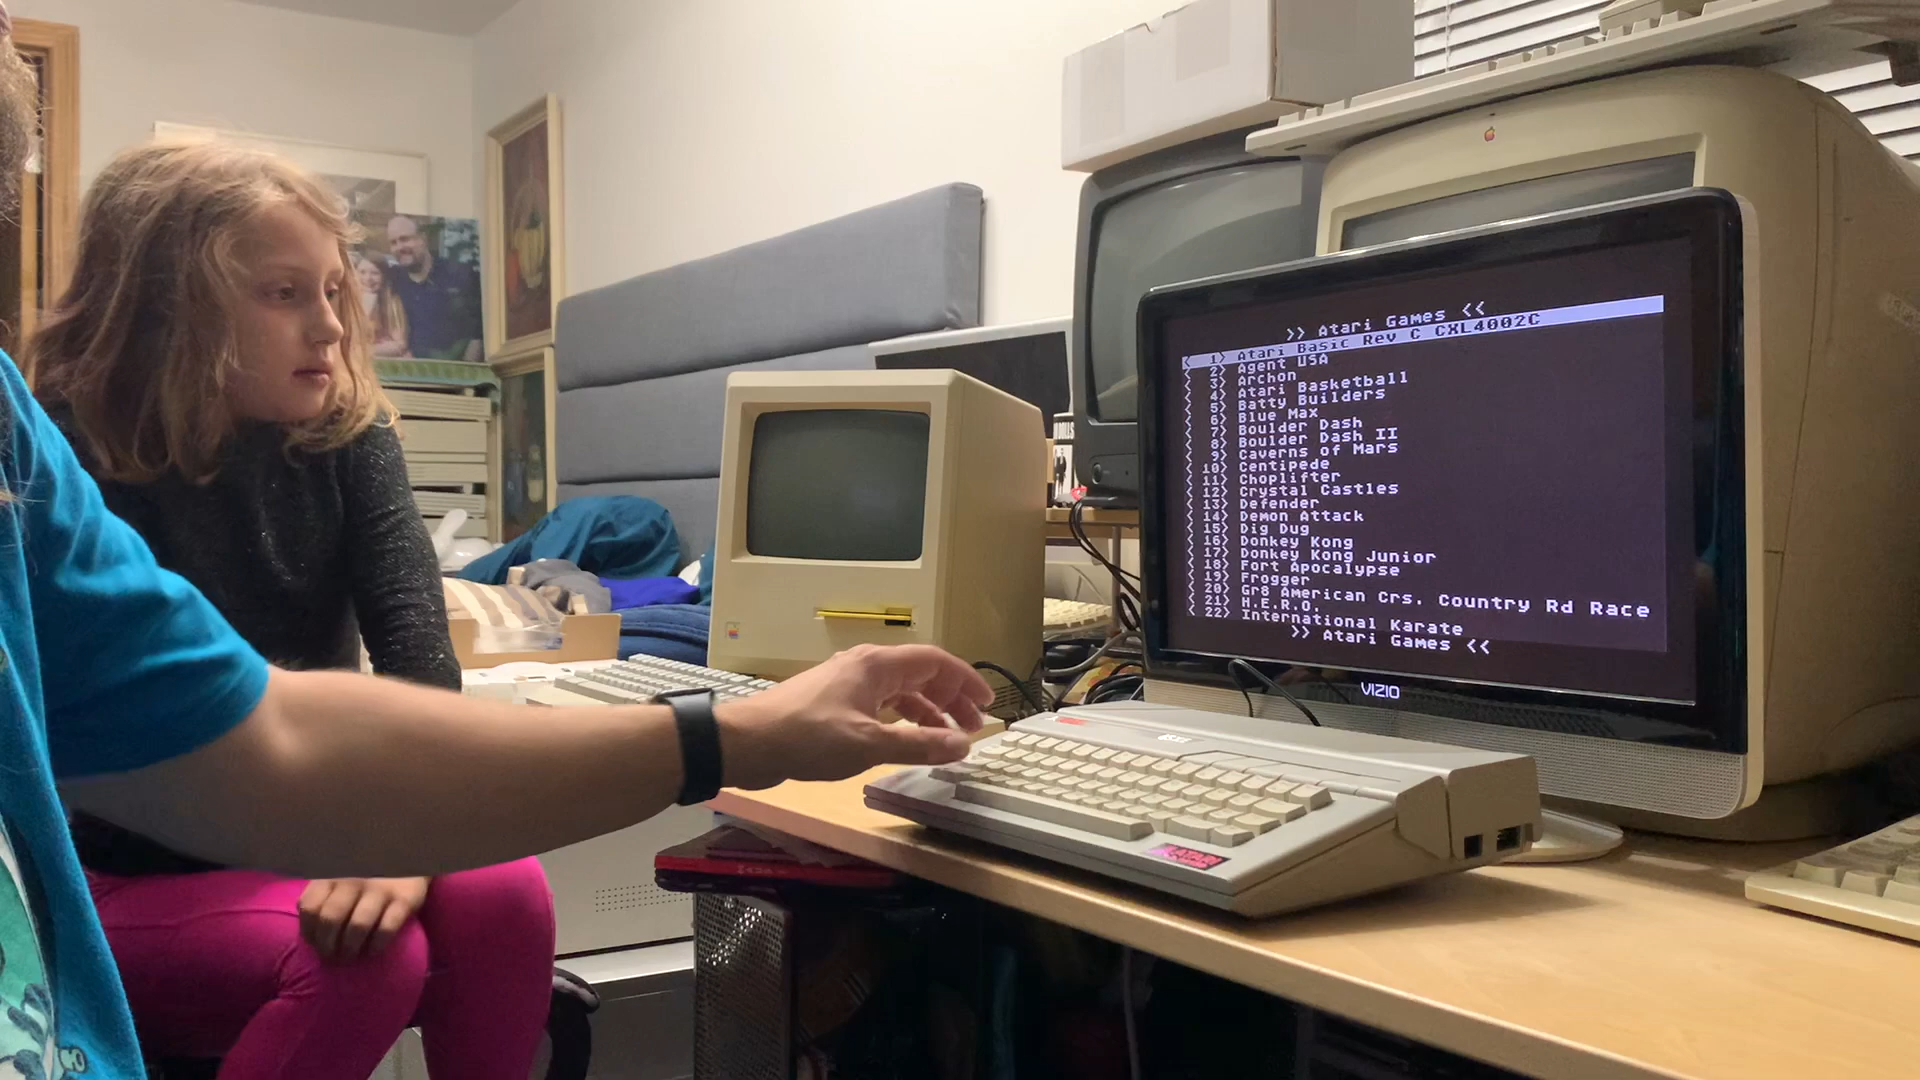 >> Atari Games <<
< 1> Atari Basic Rev C CXL4002C
< 2> Agent USA
< 3> Archon
< 4> Atari Basketball
< 5> Batty Builders
< 6> Blue Max
< 7> Boulder Dash
< 8> Boulder Dash II
< 9> Caverns of Mars
< 10> Centipede
< 11> Choplifter
< 12> Crystal Castles
< 13> Defender
< 14> Demon Attack
< 15> Dig Dug
< 16> Donkey Kong
< 17> Donkey Kong Junior
< 18> Fort Apocalypse
< 19> Frogger
< 20> Gr8 American Crs. Country Rd Race
< 21> H.E.R.O.
< 22> International Karate
>> Atari Games <<
VIZIO
ATARI